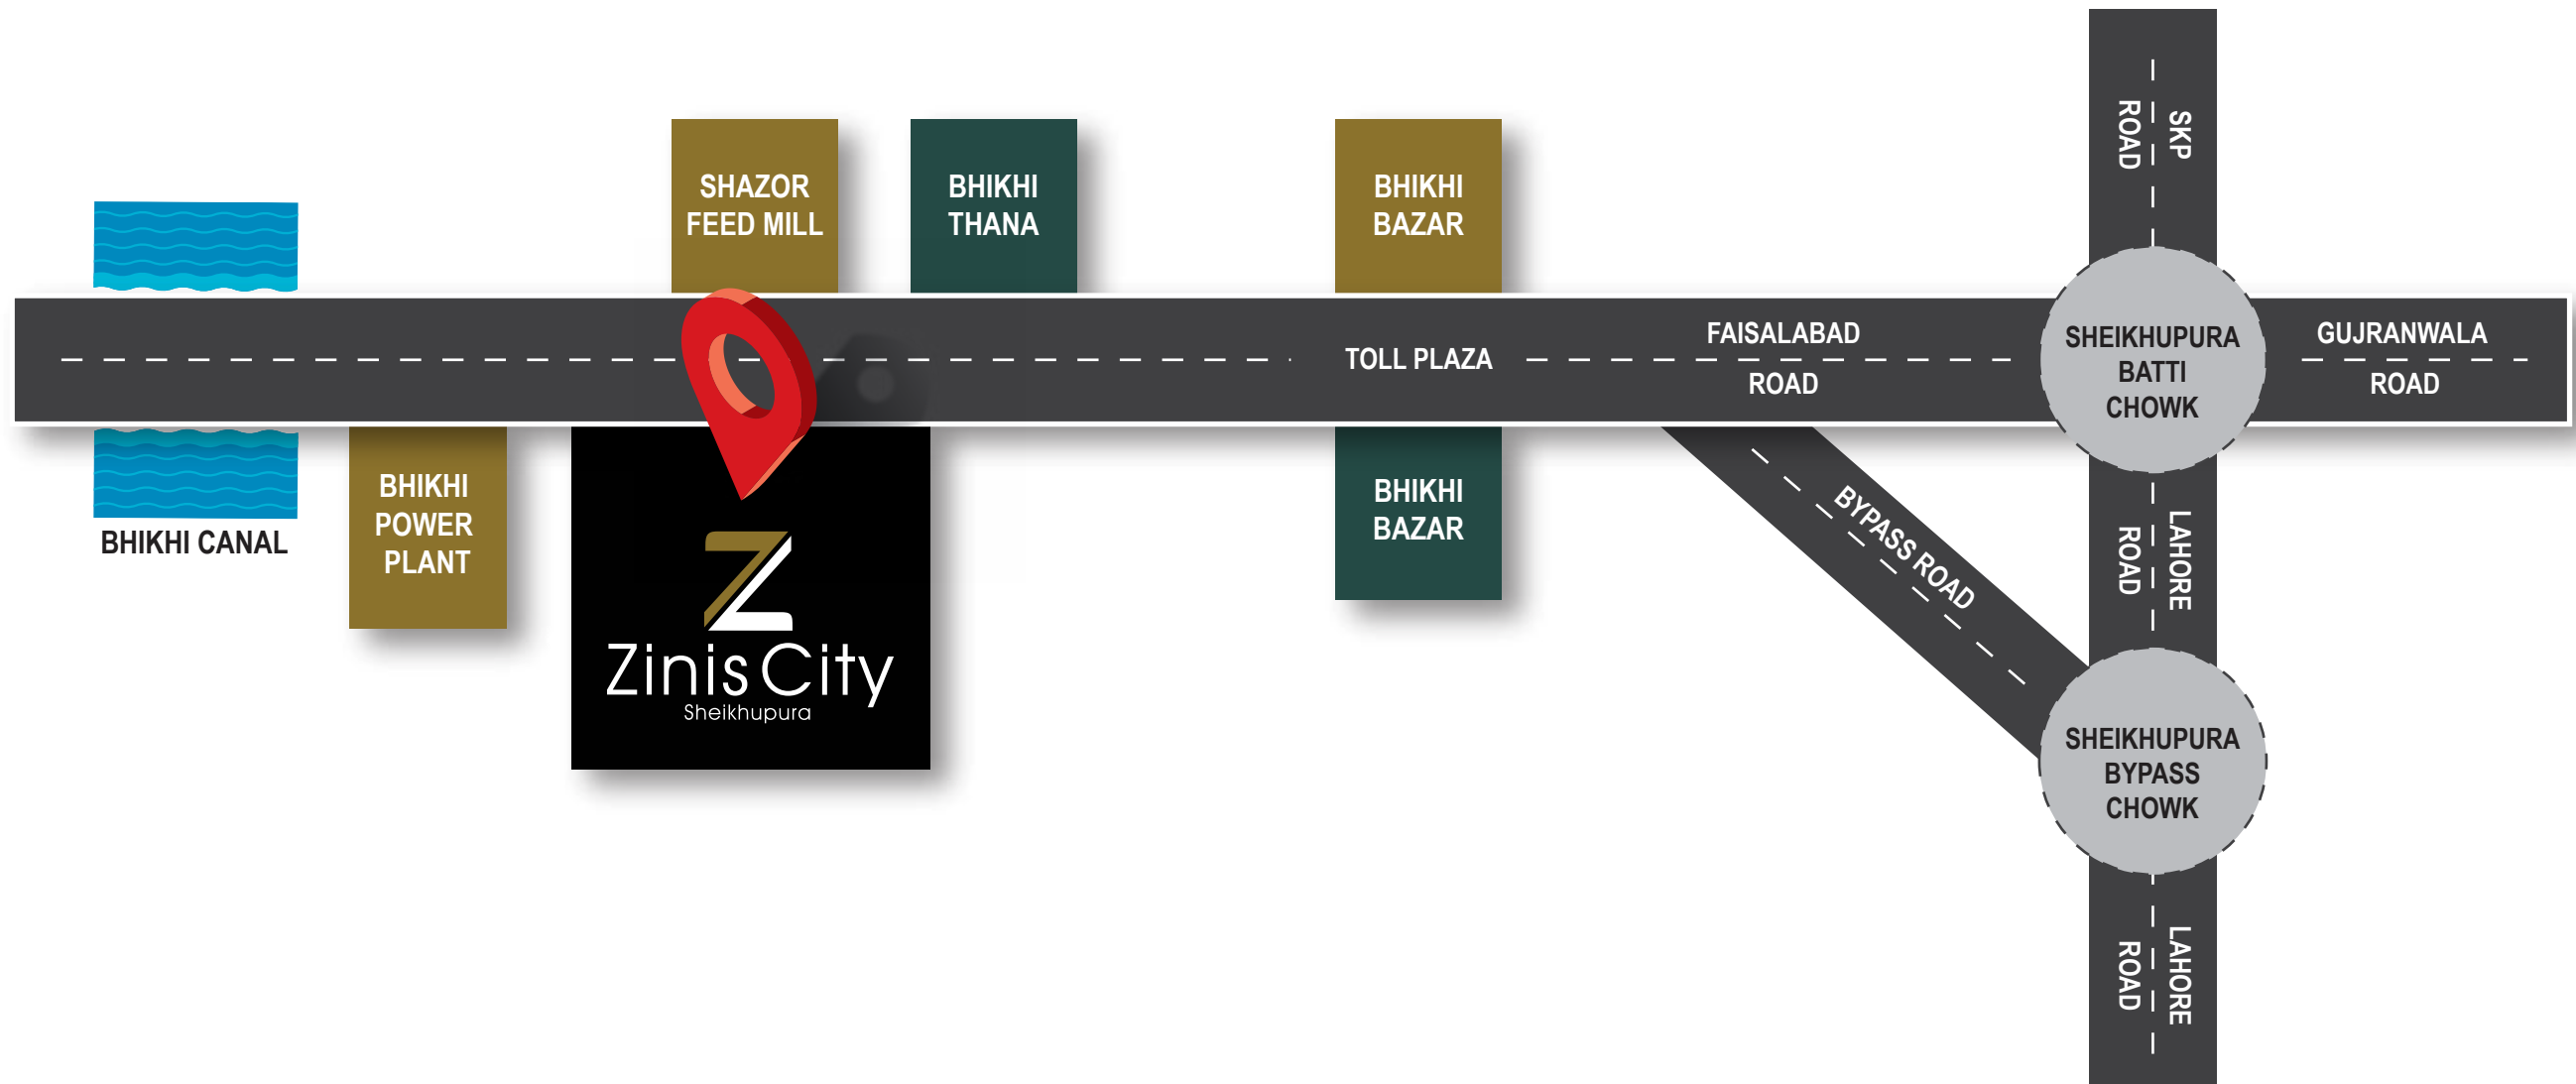 SKP
ROAD
SHAZOR
FEED MILL
BHIKHI
THANA
BHIKHI
BAZAR
FAISALABAD
ROAD
TOLL PLAZA
SHEIKHUPURA
BATTI
CHOWK
GUJRANWALA
ROAD
BHIKHI CANAL
BHIKHI
POWER
PLANT
Z
Zinis City
Sheikhupura
BHIKHI
BAZAR
BYPASS ROAD
LAHORE
ROAD
SHEIKHUPURA
BYPASS
CHOWK
LAHORE
ROAD